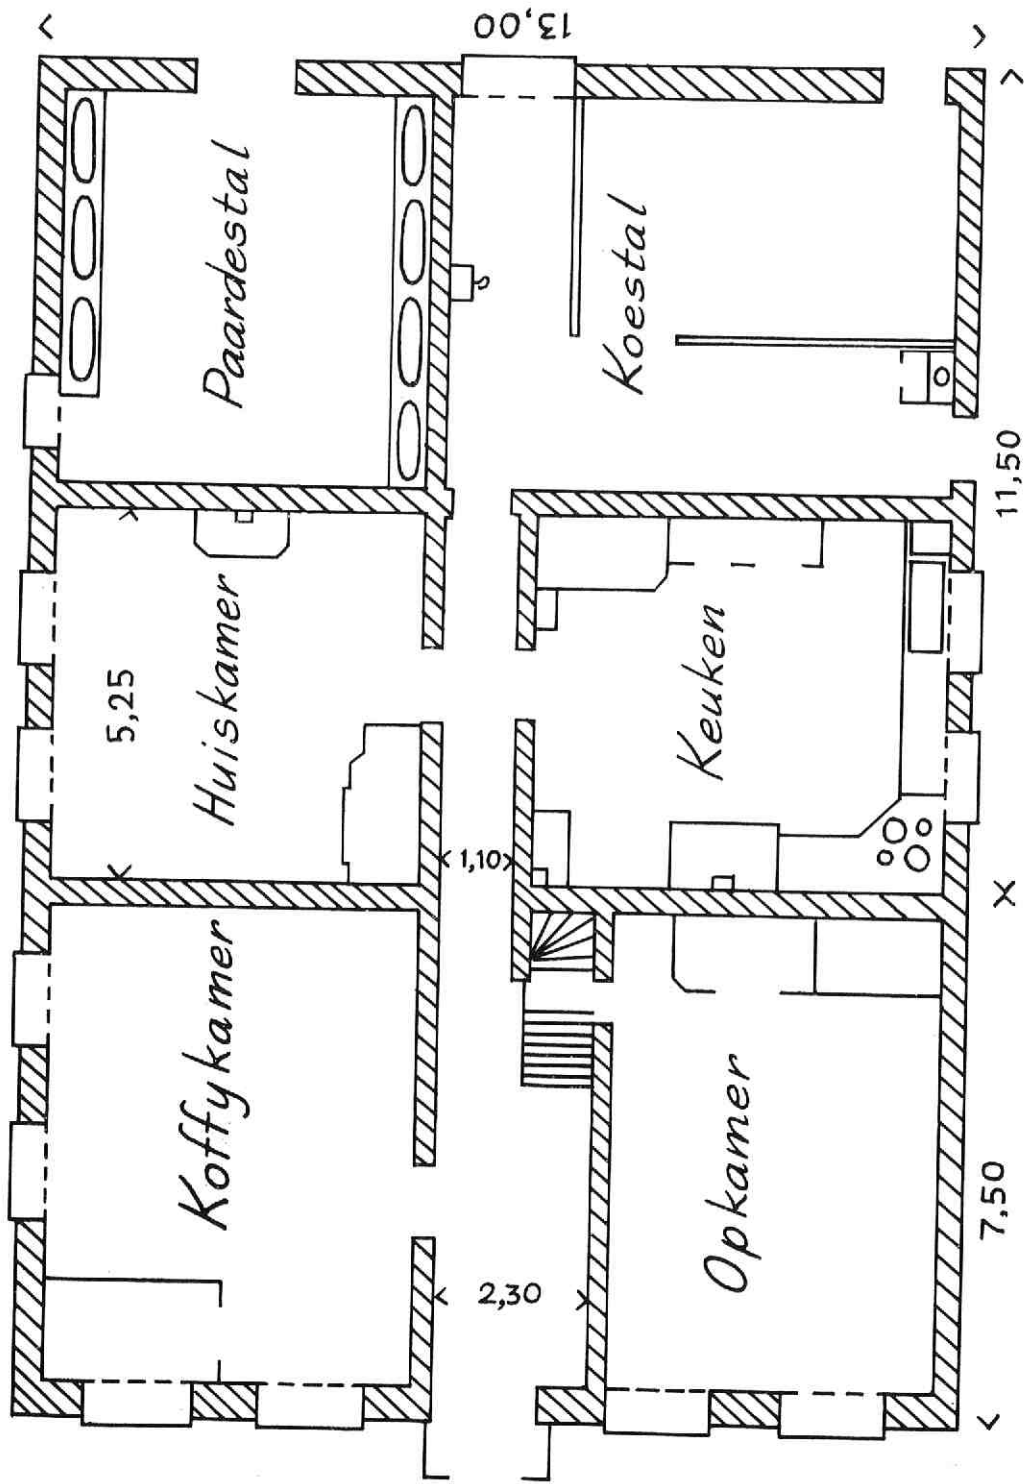 13,00
Paardestal
Koestal
11,50
5,25
Huiskamer
Keuken
1,10
Koffykamer
Opkamer
7,50
2,30